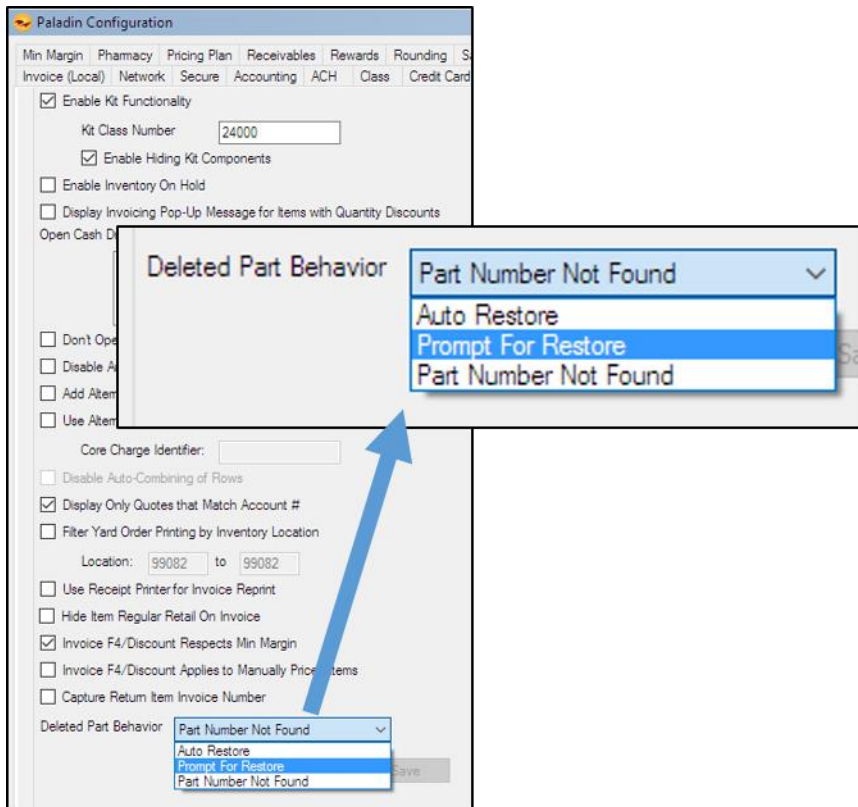 Paladin Configuration
Min Margin Pharmacy Pricing Plan Receivables Rewards Rounding
Invoice (Local) Network Secure Accounting ACH Class Credit Card
Enable Kit Functionality
Kit Class Number 24000
Enable Hiding Kit Components
Enable Inventory On Hold
Display Invoicing Pop-Up Message for Items with Quantity Discounts
Open Cash
Deleted Part Behavior Part Number Not Found
Auto Restore
Prompt For Restore
Part Number Not Found
Don't
Disable
Add
Use
Core Charge Identifier:
Disable Auto-Combining of Rows
Display Only Quotes that Match Account #
Filter Yard Order Printing by Inventory Location
Location: 99082 to 99082
Use Receipt Printer for Invoice Reprint
Hide Item Regular Retail On Invoice
Invoice F4/Discount Respects Min Margin
Invoice F4/Discount Applies to Manually
Capture Return Item Invoice Number
Deleted Part Behavior Part Number Not Found
Auto Restore
Prompt For Restore
Part Number Not Found
Save